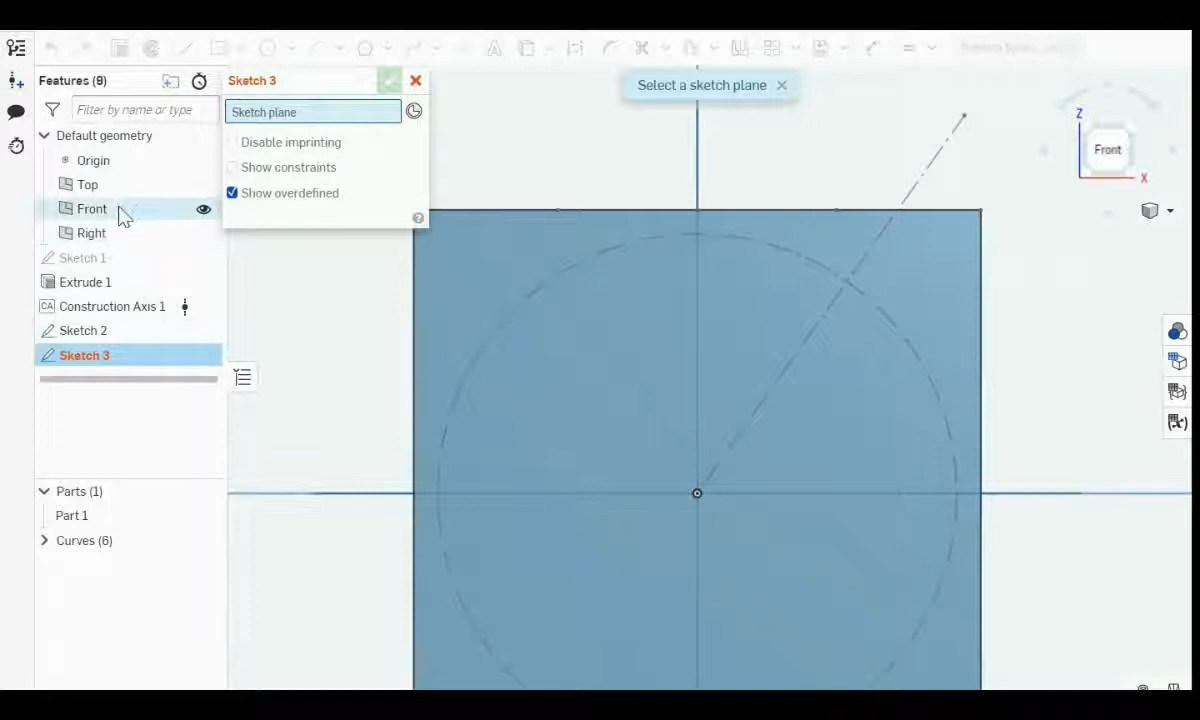 Features (9)
Filter by name or type
Default geometry
Origin
Top
Front
Right
Sketch 1
Extrude 1
CA Construction Axis 1
Sketch 2
Sketch 3
Parts (1)
Part 1
Curves (6)
Sketch 3
Sketch plane
Disable imprinting
Show constraints
Show overdefined
Select a sketch plane
Z
Front
X